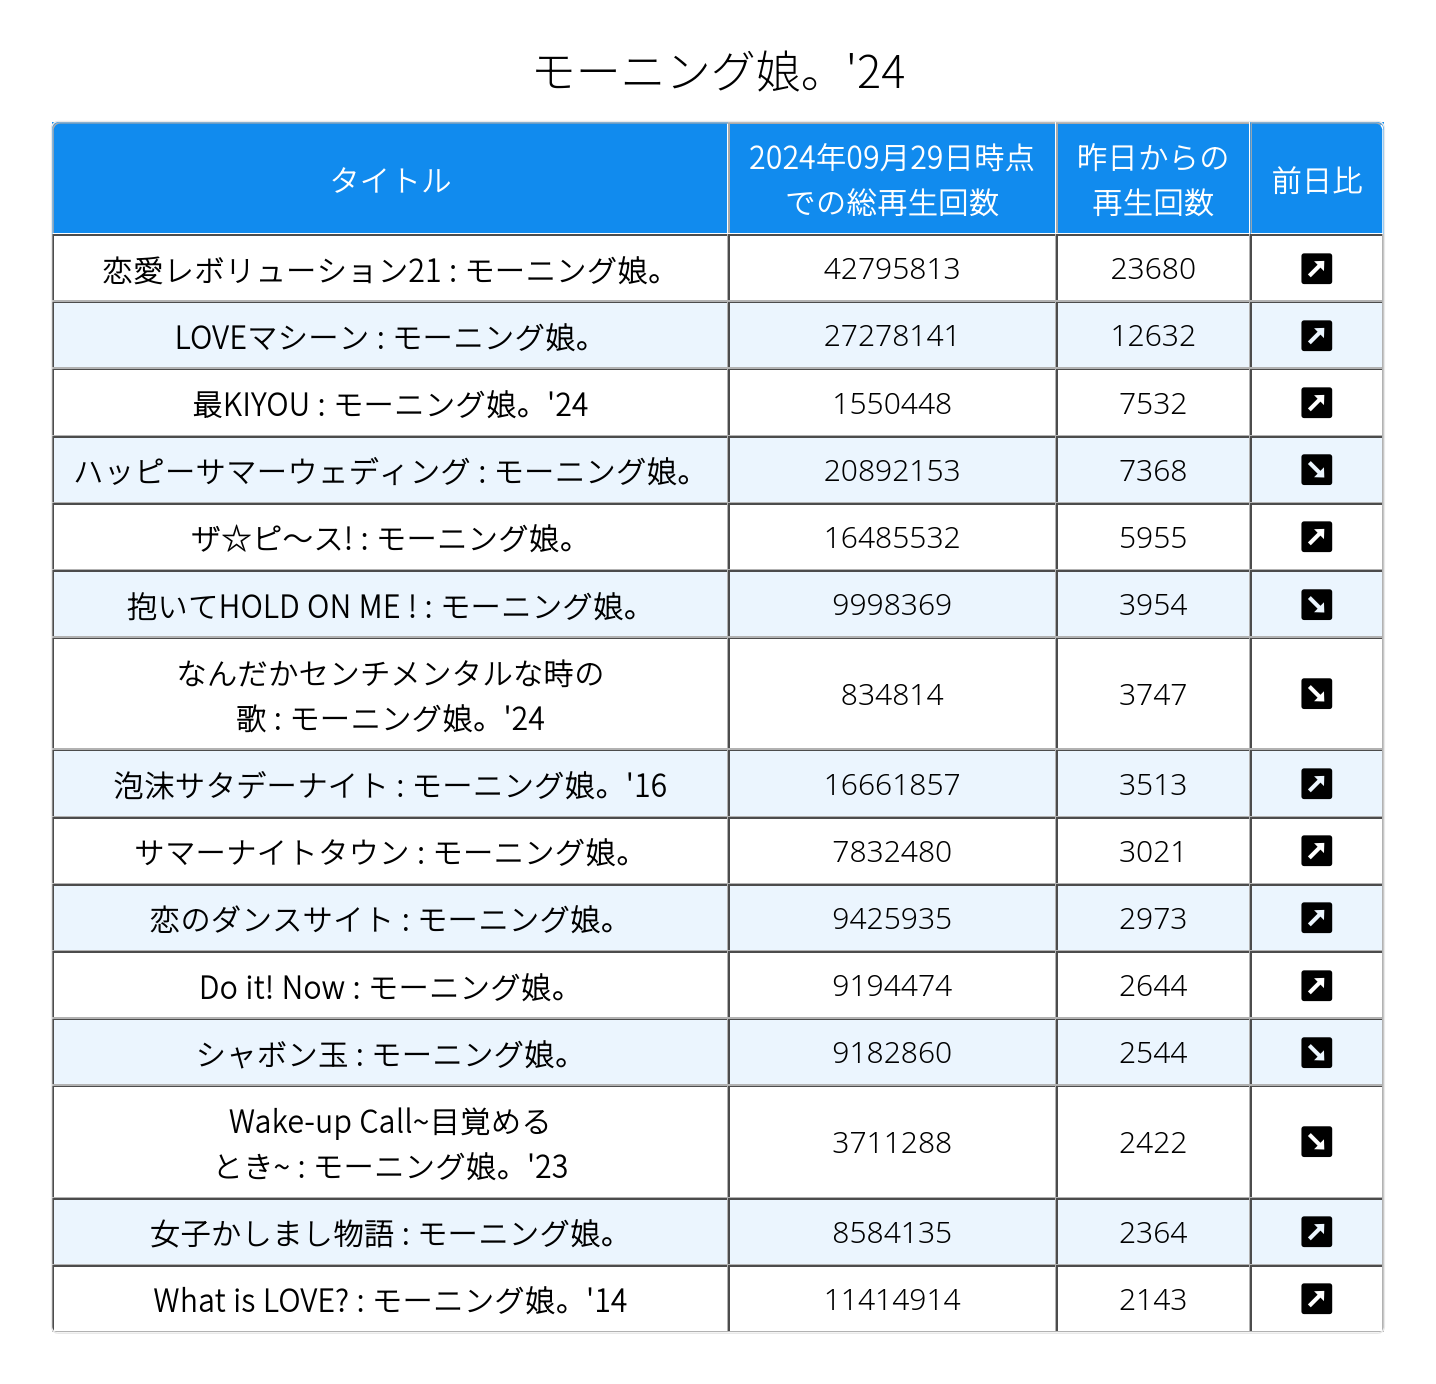 モーニング娘。'24
タイトル
2024年09月29日時点
での総再生回数
昨日からの
再生回数
前日比
恋愛レボリューション21 : モーニング娘。 42795813 23680
LOVEマシーン : モーニング娘。 27278141 12632
最KIYOU : モーニング娘。'24 1550448 7532
ハッピーサマーウェディング : モーニング娘。 20892153 7368
ザ☆ピ〜ス! : モーニング娘。 16485532 5955
抱いてHOLD ON ME ! : モーニング娘。 9998369 3954
なんだかセンチメンタルな時の
歌 : モーニング娘。'24
834814 3747
泡沫サタデーナイト : モーニング娘。'16 16661857 3513
サマーナイトタウン : モーニング娘。 7832480 3021
恋のダンスサイト : モーニング娘。 9425935 2973
Do it! Now : モーニング娘。 9194474 2644
シャボン玉 : モーニング娘。 9182860 2544
Wake-up Call~目覚める
とき~ : モーニング娘。'23
3711288 2422
女子かしまし物語 : モーニング娘。 8584135 2364
What is LOVE? : モーニング娘。'14 11414914 2143